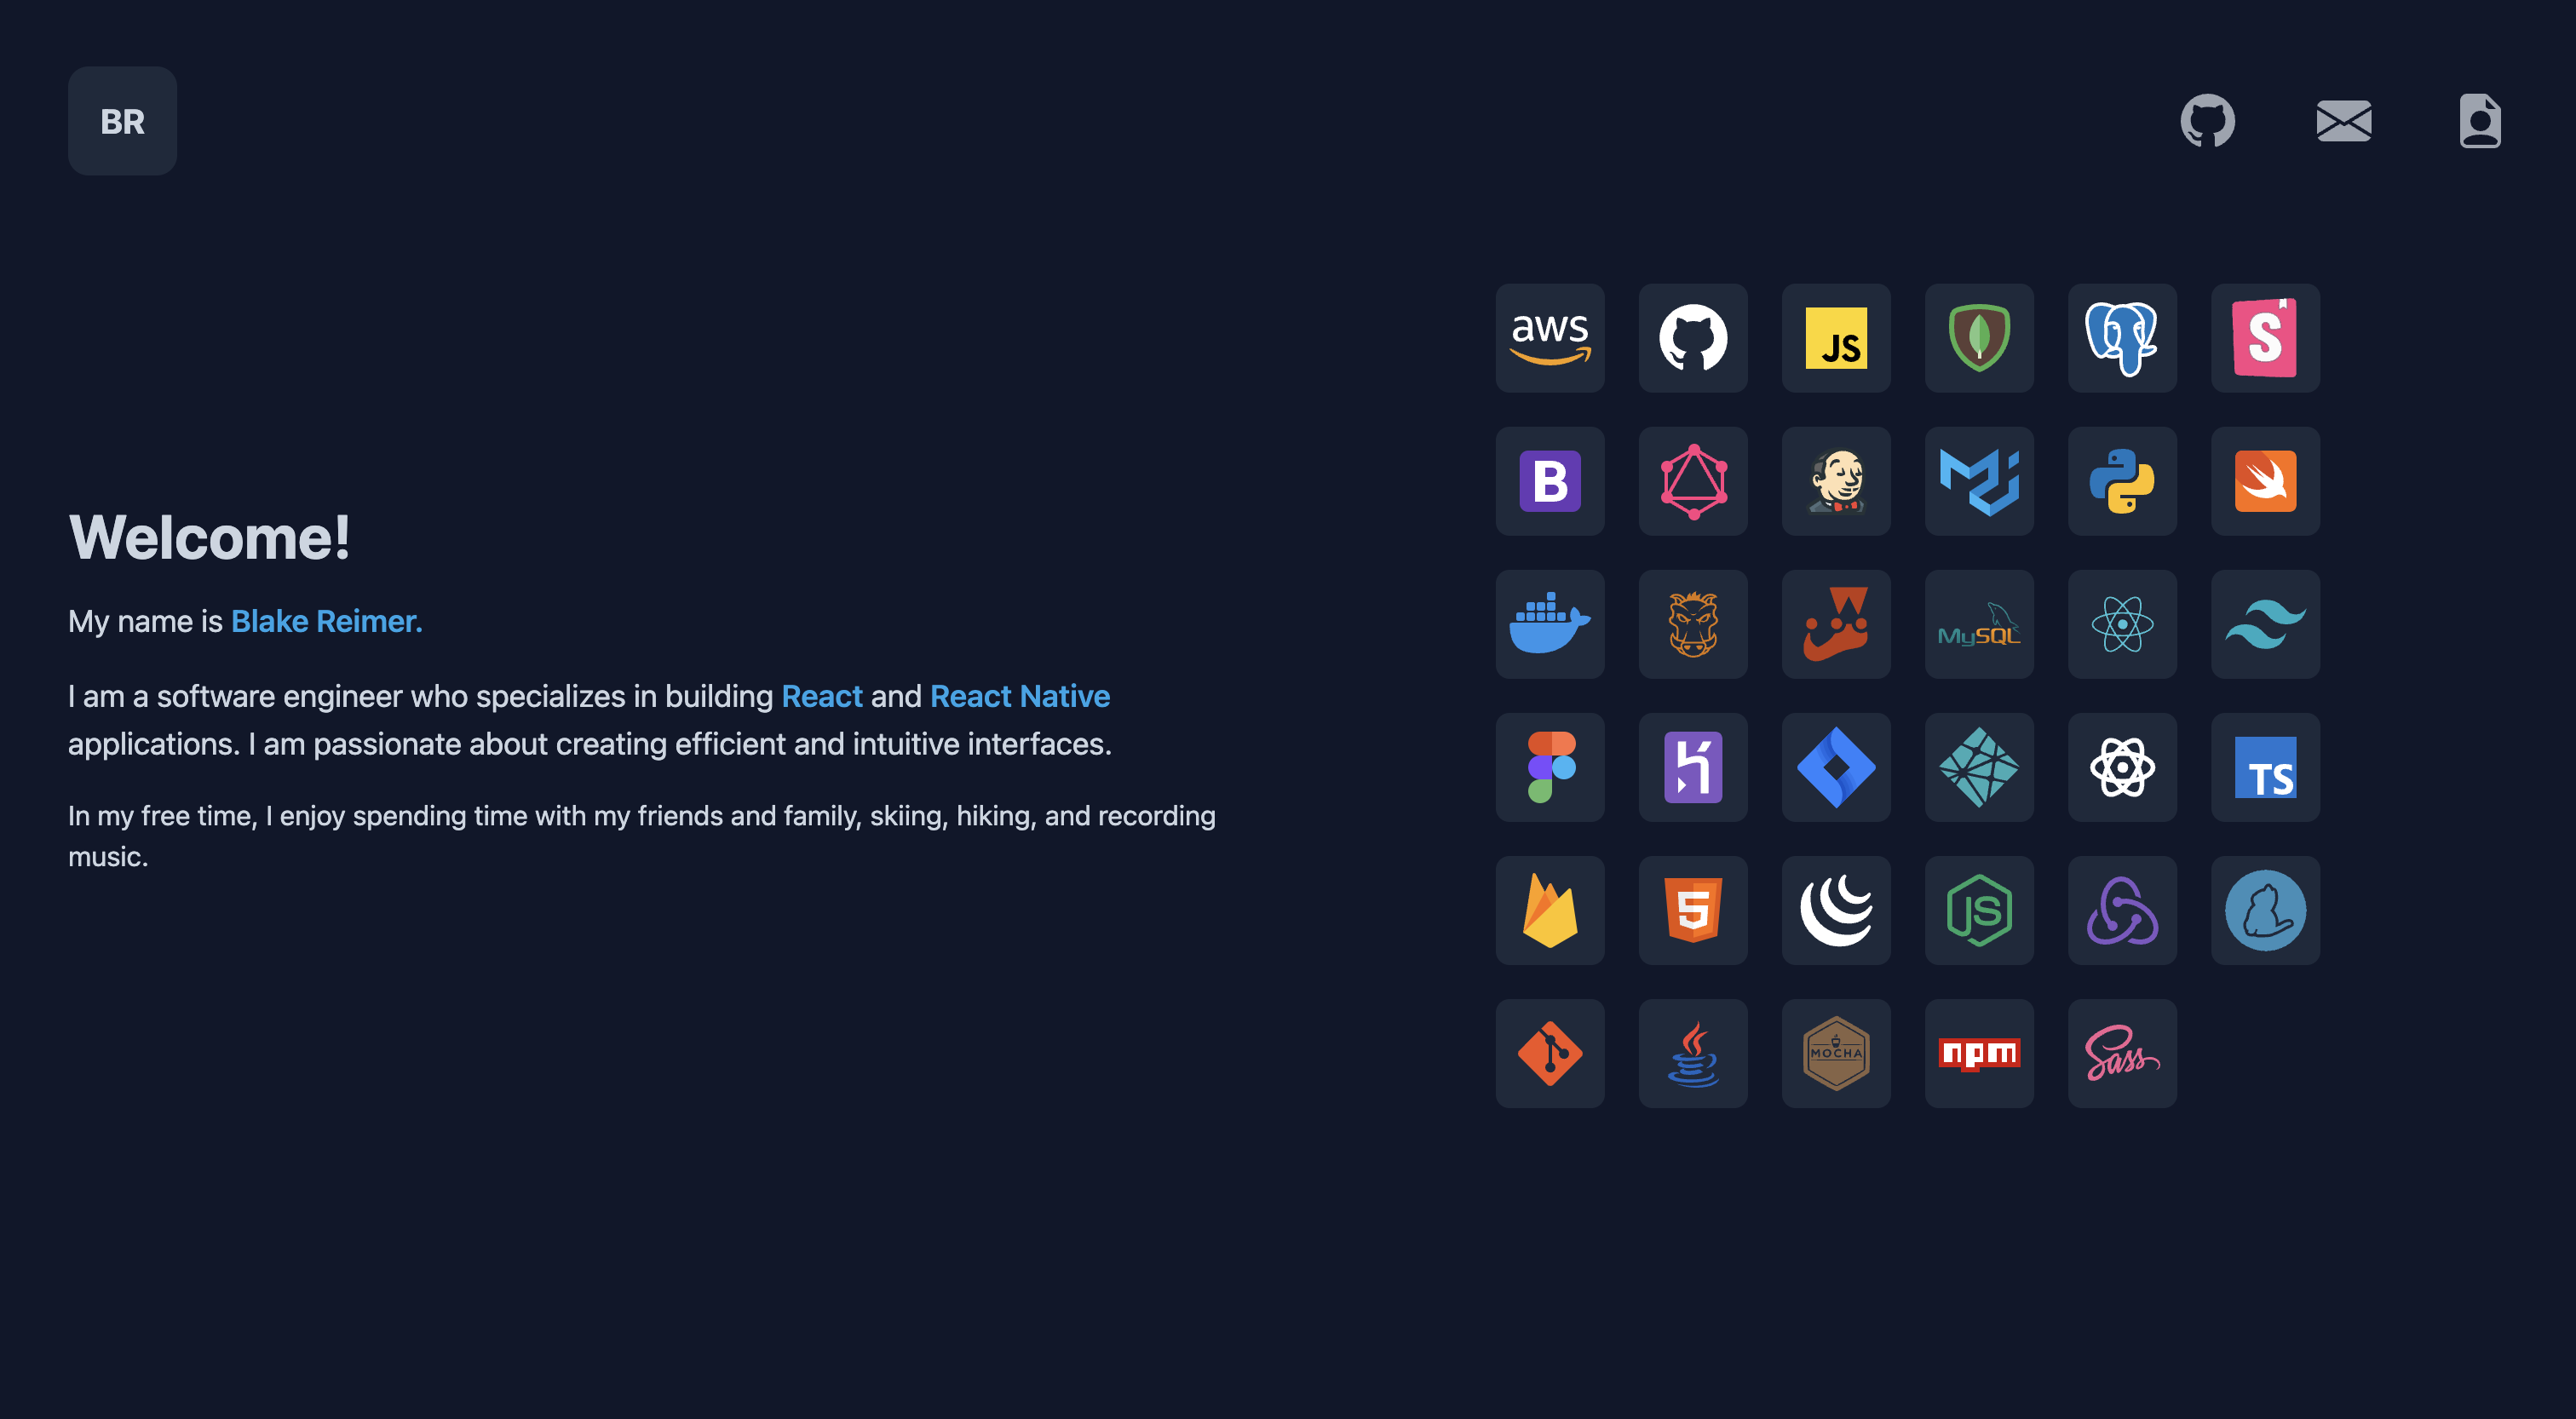 BR
Welcome!
My name is Blake Reimer.
I am a software engineer who specializes in building React and React Native
applications. I am passionate about creating efficient and intuitive interfaces.
In my free time, I enjoy spending time with my friends and family, skiing, hiking, and recording
music.
aws
JS
S
B
MySQL
TS
5
JS
MOCHA
npm
Sass